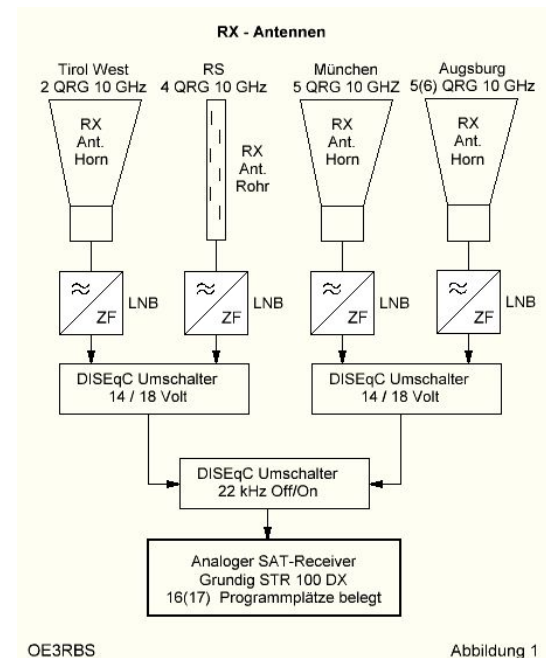 RX - Antennen
Tirol West
2 QRG 10 GHz
RS
4 QRG 10 GHz
München
5 QRG 10 GHZ
Augsburg
5(6) QRG 10 GHz
RX
Ant.
Horn
RX
Ant.
Rohr
RX
Ant.
Horn
RX
Ant.
Horn
≈
ZF
LNB
≈
ZF
LNB
≈
ZF
LNB
≈
ZF
LNB
DISEqC Umschalter
14 / 18 Volt
DISEqC Umschalter
14 / 18 Volt
DISEqC Umschalter
22 kHz Off/On
Analoger SAT-Receiver
Grundig STR 100 DX
16(17) Programmplätze belegt
OE3RBS
Abbildung 1